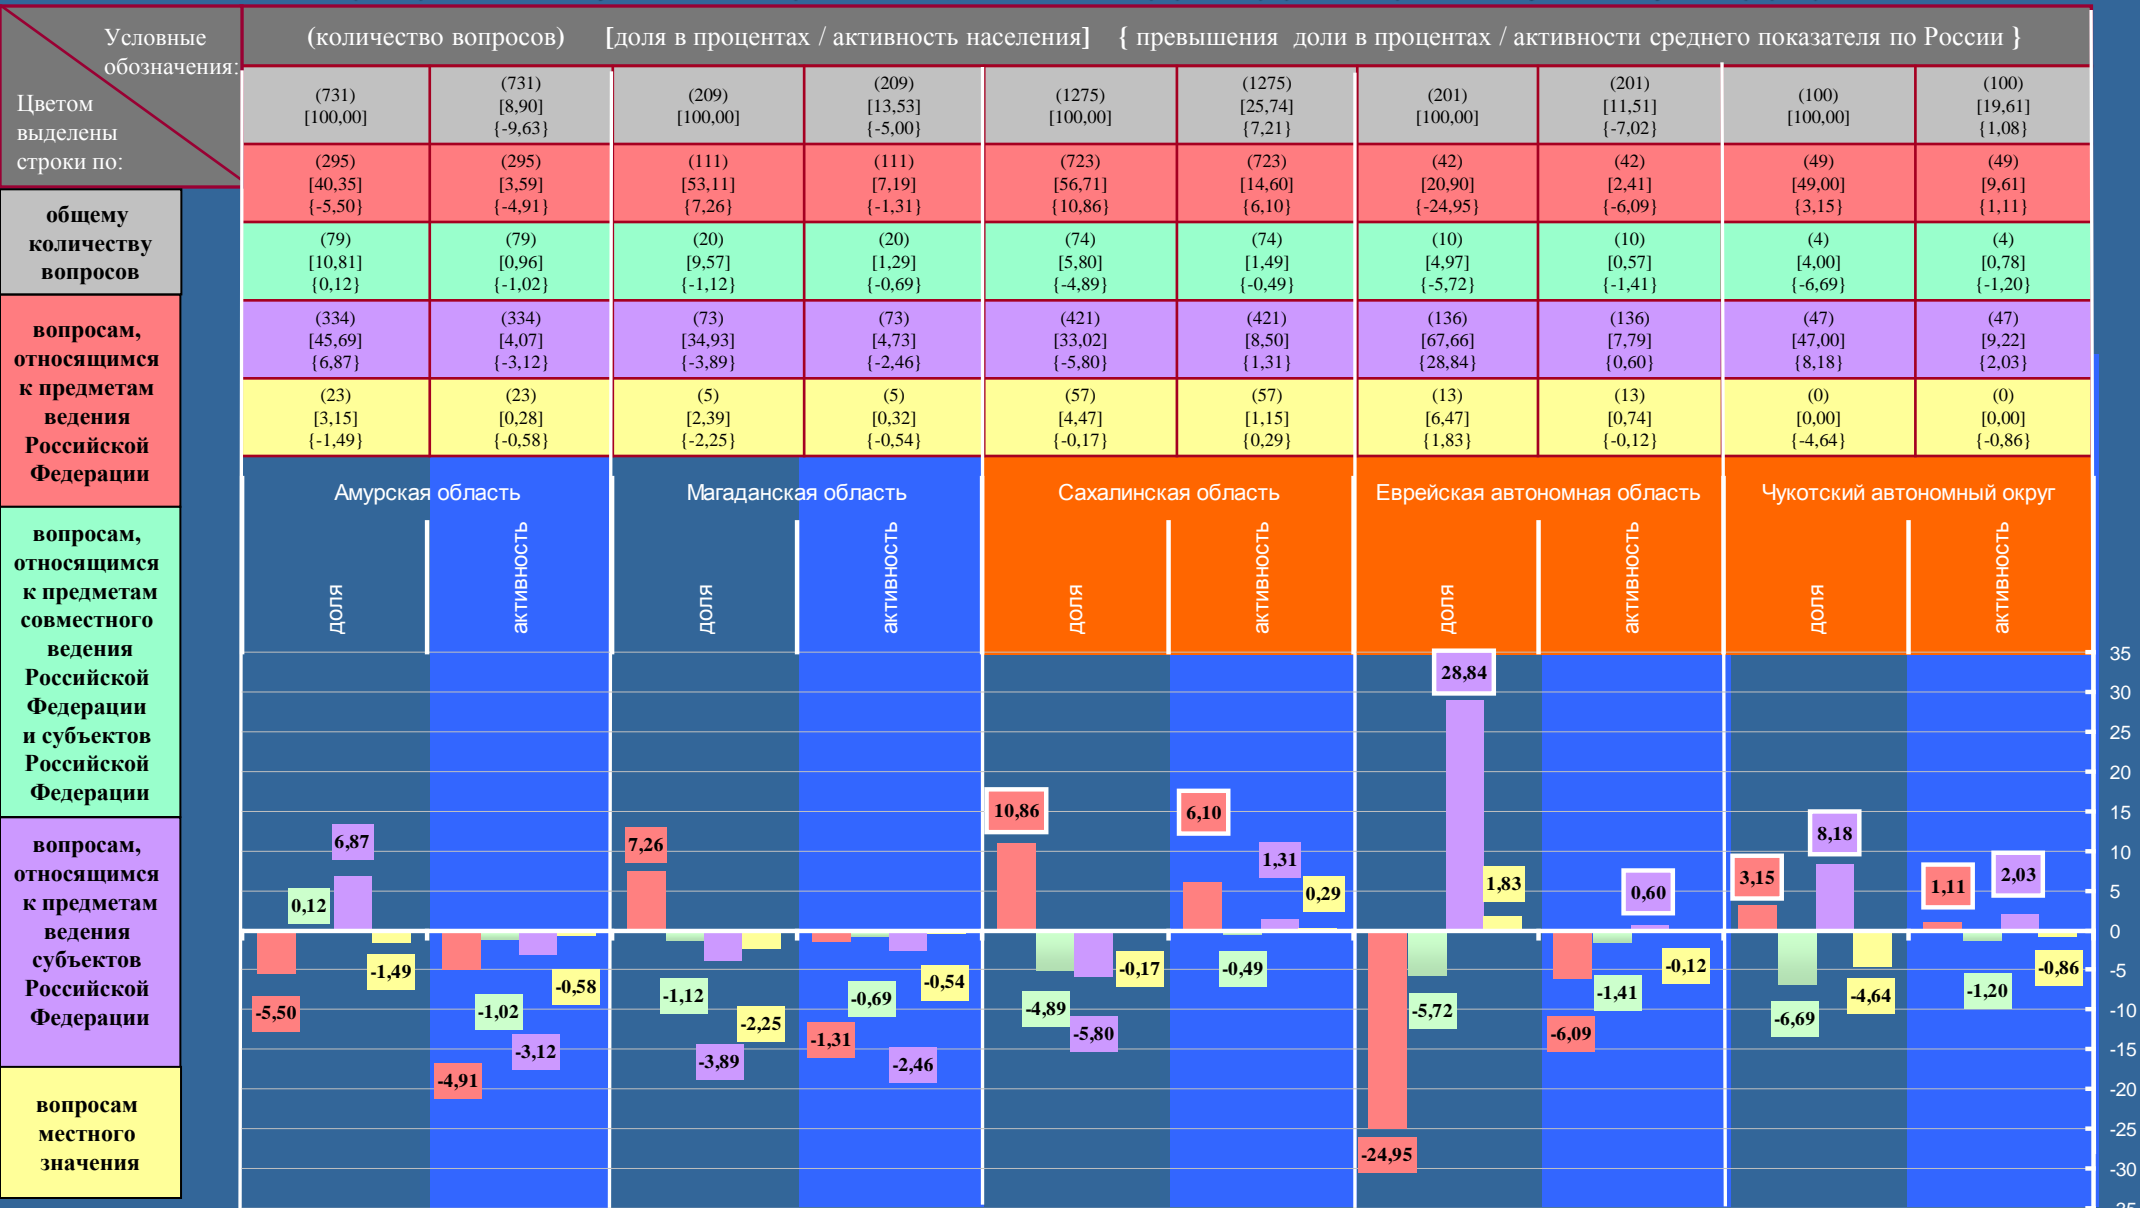 Условные
обозначения:
Цветом
выделены
строки по:
(количество вопросов) [доля в процентах / активность населения] { превышения доли в процентах / активности среднего показателя по России }
(731) (731) (209) (209) (1275) (1275) (201) (201) (100) (100)
[100,00] [8,90] [100,00] [13,53] [100,00] [25,74] [100,00] [11,51] [100,00] [19,61]
{-9,63} {-5,00} {7,21} {-7,02} {1,08}
(295) (295) (111) (111) (723) (723) (42) (42) (49) (49)
[40,35] [3,59] [53,11] [7,19] [56,71] [14,60] [20,90] [2,41] [49,00] [9,61]
{-5,50} {-4,91} {7,26} {-1,31} {10,86} {6,10} {-24,95} {-6,09} {3,15} {1,11}
(79) (79) (20) (20) (74) (74) (10) (10) (4) (4)
[10,81] [0,96] [9,57] [1,29] [5,80] [1,49] [4,97] [0,57] [4,00] [0,78]
{0,12} {-1,02} {-1,12} {-0,69} {-4,89} {-0,49} {-5,72} {-1,41} {-6,69} {-1,20}
(334) (334) (73) (73) (421) (421) (136) (136) (47) (47)
[45,69] [4,07] [34,93] [4,73] [33,02] [8,50] [67,66] [7,79] [47,00] [9,22]
{6,87} {-3,12} {-3,89} {-2,46} {-5,80} {1,31} {28,84} {0,60} {8,18} {2,03}
(23) (23) (5) (5) (57) (57) (13) (13) (0) (0)
[3,15] [0,28] [2,39] [0,32] [4,47] [1,15] [6,47] [0,74] [0,00] [0,00]
{-1,49} {-0,58} {-2,25} {-0,54} {-0,17} {0,29} {1,83} {-0,12} {-4,64} {-0,86}
общему
количеству
вопросов
вопросам,
относящимся
к предметам
ведения
Российской
Федерации
вопросам,
относящимся
к предметам
совместного
ведения
Российской
Федерации
и субъектов
Российской
Федерации
вопросам,
относящимся
к предметам
ведения
субъектов
Российской
Федерации
вопросам
местного
значения
Амурская область Магаданская область Сахалинская область Еврейская автономная область Чукотский автономный округ
доля активность доля активность доля активность доля активность доля активность
-5,50 0,12 6,87 -1,49
-4,91 -1,02 -3,12 -0,58
7,26 -1,12 -3,89 -2,25
-1,31 -0,69 -2,46 -0,54
10,86 -4,89 -5,80 -0,17
6,10 -0,49 1,31 0,29
-24,95 -5,72 28,84 1,83
-6,09 -1,41 0,60 -0,12
3,15 -6,69 8,18 -4,64
1,11 -1,20 2,03 -0,86
35
30
25
20
15
10
5
0
-5
-10
-15
-20
-25
-30